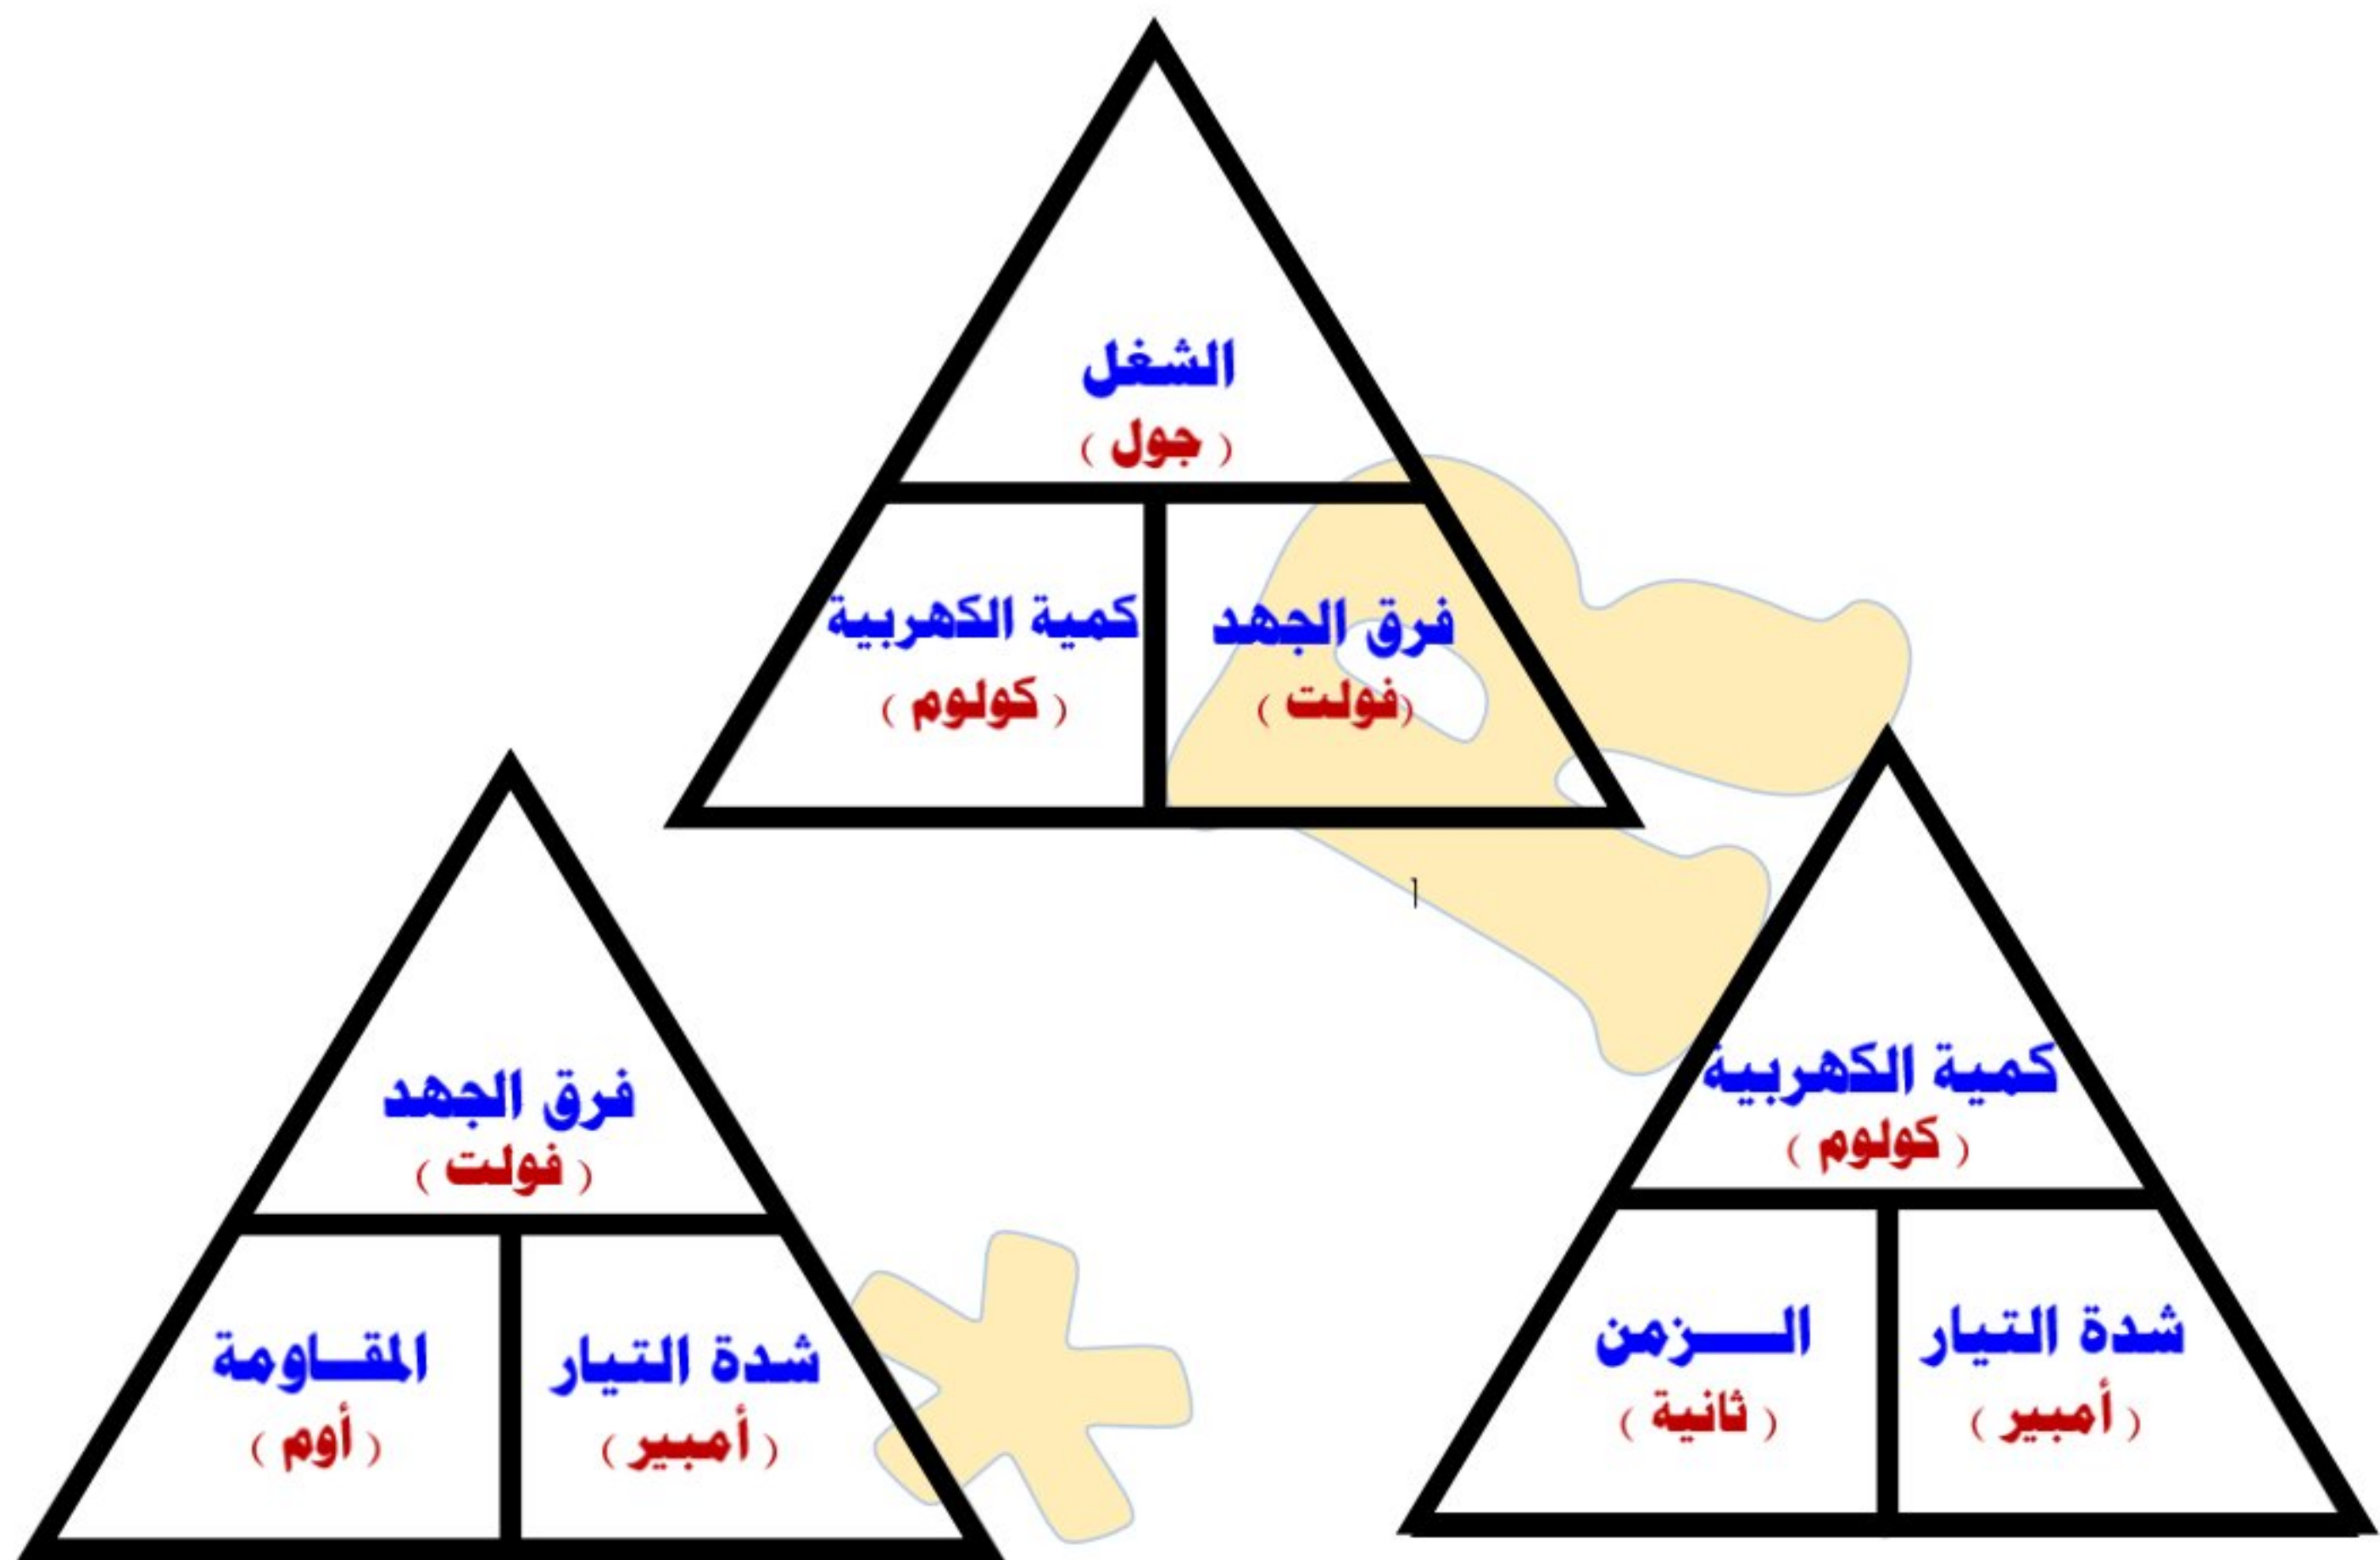 الشغل
( جول )
فرق الجهد
(فولت )
كمية الكهربية
( كولوم )
كمية الكهربية
( كولوم )
شدة التيار
( أمبير )
الـــــزمن
( ثانية )
فرق الجهد
( فولت )
شدة التيار
( أمبير )
المقــاومة
( أوم )